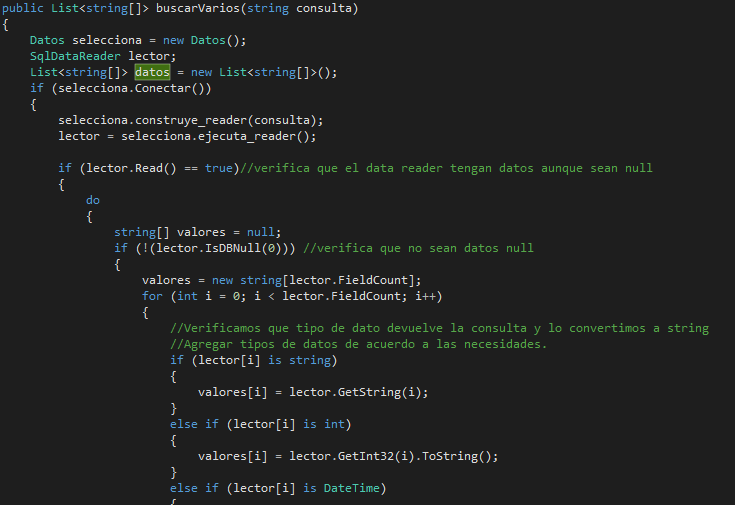 public List<string[]> buscarVarios(string consulta)
{
    Datos selecciona = new Datos();
    SqlDataReader lector;
    List<string[]> datos = new List<string[]>();
    if (selecciona.Conectar())
    {
        selecciona.construye_reader(consulta);
        lector = selecciona.ejecuta_reader();

        if (lector.Read() == true)//verifica que el data reader tengan datos aunque sean null
        {
            do
            {
                string[] valores = null;
                if (!(lector.IsDBNull(0))) //verifica que no sean datos null
                {
                    valores = new string[lector.FieldCount];
                    for (int i = 0; i < lector.FieldCount; i++)
                    {
                        //Verificamos que tipo de dato devuelve la consulta y lo convertimos a string
                        //Agregar tipos de datos de acuerdo a las necesidades.
                        if (lector[i] is string)
                        {
                            valores[i] = lector.GetString(i);
                        }
                        else if (lector[i] is int)
                        {
                            valores[i] = lector.GetInt32(i).ToString();
                        }
                        else if (lector[i] is DateTime)
                        {